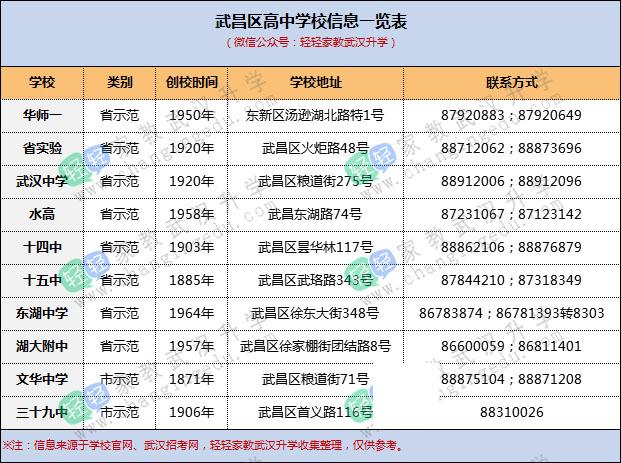 武昌区高中学校信息一览表
（微信公众号：轻轻家教武汉升学）
学校 类别 创校时间 学校地址 联系方式
华师一 省示范 1950年 东新区汤逊湖北路特1号 87920883；87920649
省实验 省示范 1920年 武昌区火炬路48号 88712062；88873696
武汉中学 省示范 1920年 武昌区粮道街275号 88912006；88912096
水高 省示范 1958年 武昌东湖路74号 87231067；87123142
十四中 省示范 1903年 武昌区昙华林117号 88862106；88876879
十五中 省示范 1885年 武昌区武珞路343号 87844210；87318349
东湖中学 省示范 1964年 武昌区徐东大街348号 86783874；86781393转8303
湖大附中 省示范 1957年 武昌区徐家棚街团结路8号 86600059；86811401
文华中学 市示范 1871年 武昌区粮道街71号 88875104；88871208
三十九中 市示范 1906年 武昌区首义路116号 88310026
*注：信息来源于学校官网、武汉招考网，轻轻家教武汉升学收集整理，仅供参考。